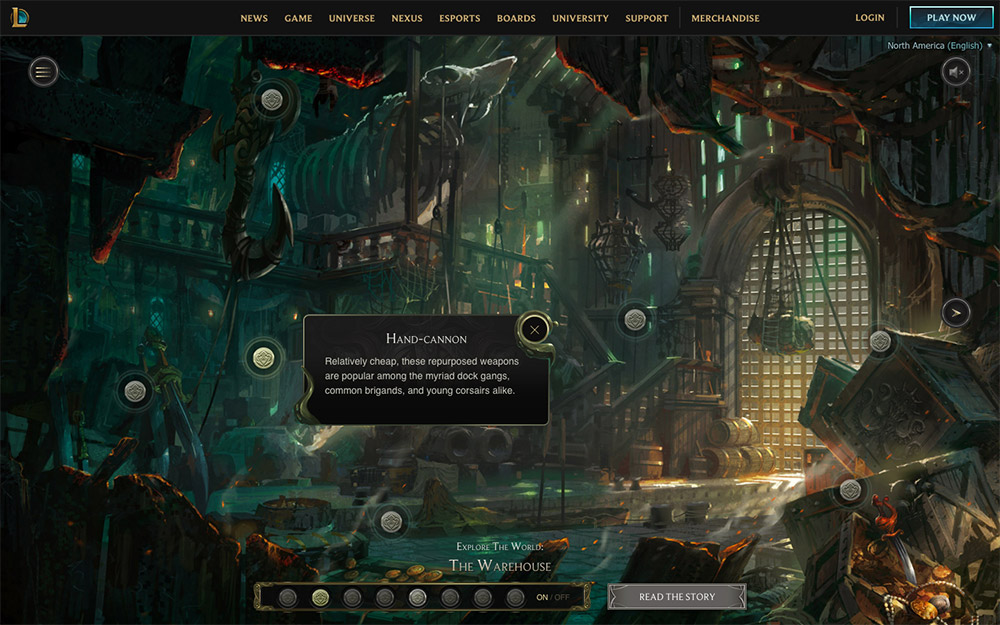 NEWS GAME UNIVERSE NEXUS ESPORTS BOARDS UNIVERSITY SUPPORT MERCHANDISE LOGIN PLAY NOW
North America (English)
Hand-cannon
Relatively cheap, these repurposed weapons
are popular among the myriad dock gangs,
common brigands, and young corsairs alike.
Explore The World:
The Warehouse
ON / OFF
READ THE STORY